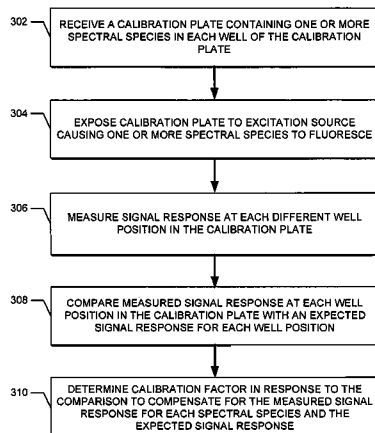 302
RECEIVE A CALIBRATION PLATE CONTAINING ONE OR MORE
SPECTRAL SPECIES IN EACH WELL OF THE CALIBRATION
PLATE
304
EXPOSE CALIBRATION PLATE TO EXCITATION SOURCE
CAUSING ONE OR MORE SPECTRAL SPECIES TO FLUORESCE
306
MEASURE SIGNAL RESPONSE AT EACH DIFFERENT WELL
POSITION IN THE CALIBRATION PLATE
308
COMPARE MEASURED SIGNAL RESPONSE AT EACH WELL
POSITION IN THE CALIBRATION PLATE WITH AN EXPECTED
SIGNAL RESPONSE FOR EACH WELL POSITION
310
DETERMINE CALIBRATION FACTOR IN RESPONSE TO THE
COMPARISON TO COMPENSATE FOR THE MEASURED SIGNAL
RESPONSE FOR EACH SPECTRAL SPECIES AND THE
EXPECTED SIGNAL RESPONSE